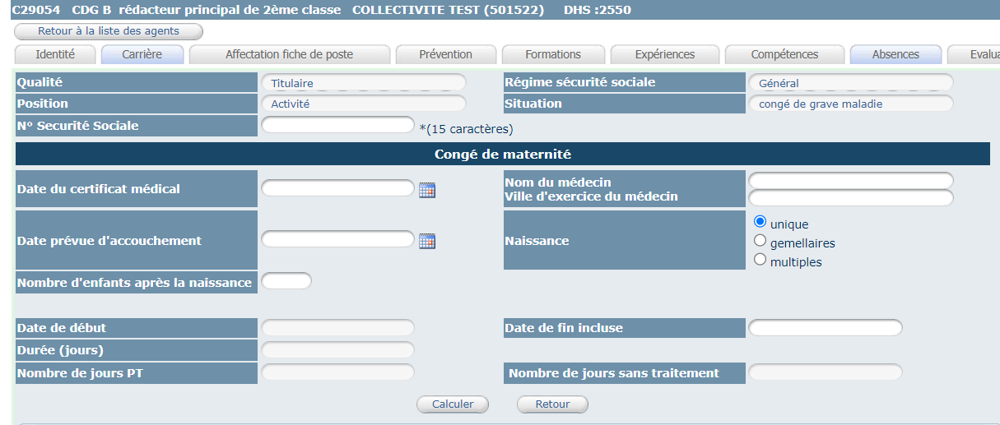 C29054 CDG B rédacteur principal de 2ème classe COLLECTIVITE TEST (501522) DHS :2550
Retour à la liste des agents
Identité Carrière Affectation fiche de poste Prévention Formations Expériences Compétences Absences Evalua
Qualité Titulaire Régime sécurité sociale Général
Position Activité Situation congé de grave maladie
N° Securité Sociale *(15 caractères)
Congé de maternité
Date du certificat médical Nom du médecin
Ville d'exercice du médecin
Date prévue d'accouchement Naissance unique
gemellaires
multiples
Nombre d'enfants après la naissance
Date de début Date de fin incluse
Durée (jours)
Nombre de jours PT Nombre de jours sans traitement
Calculer Retour